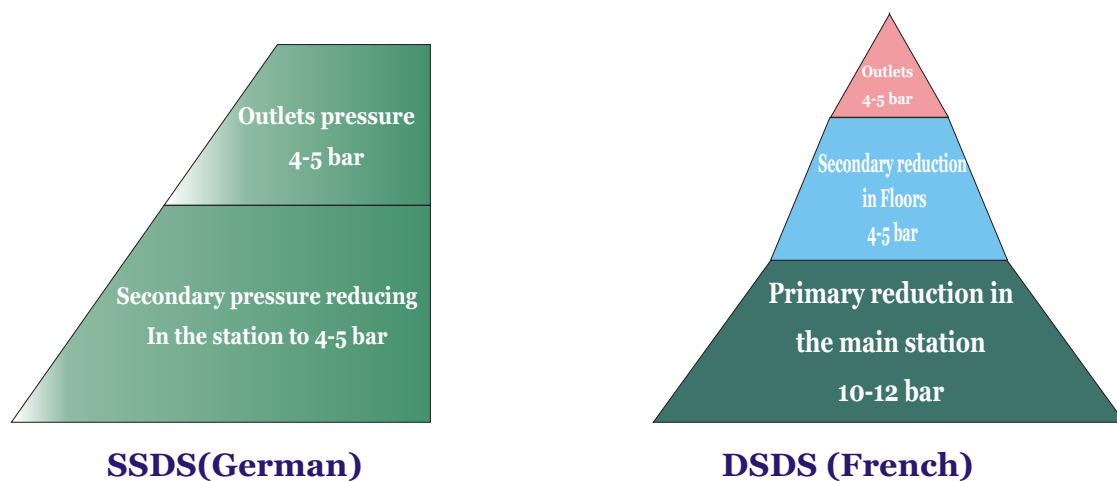 Outlets pressure
4-5 bar
Secondary pressure reducing
In the station to 4-5 bar
SSDS(German)
Outlets
4-5 bar
Secondary reduction
in Floors
4-5 bar
Primary reduction in
the main station
10-12 bar
DSDS (French)